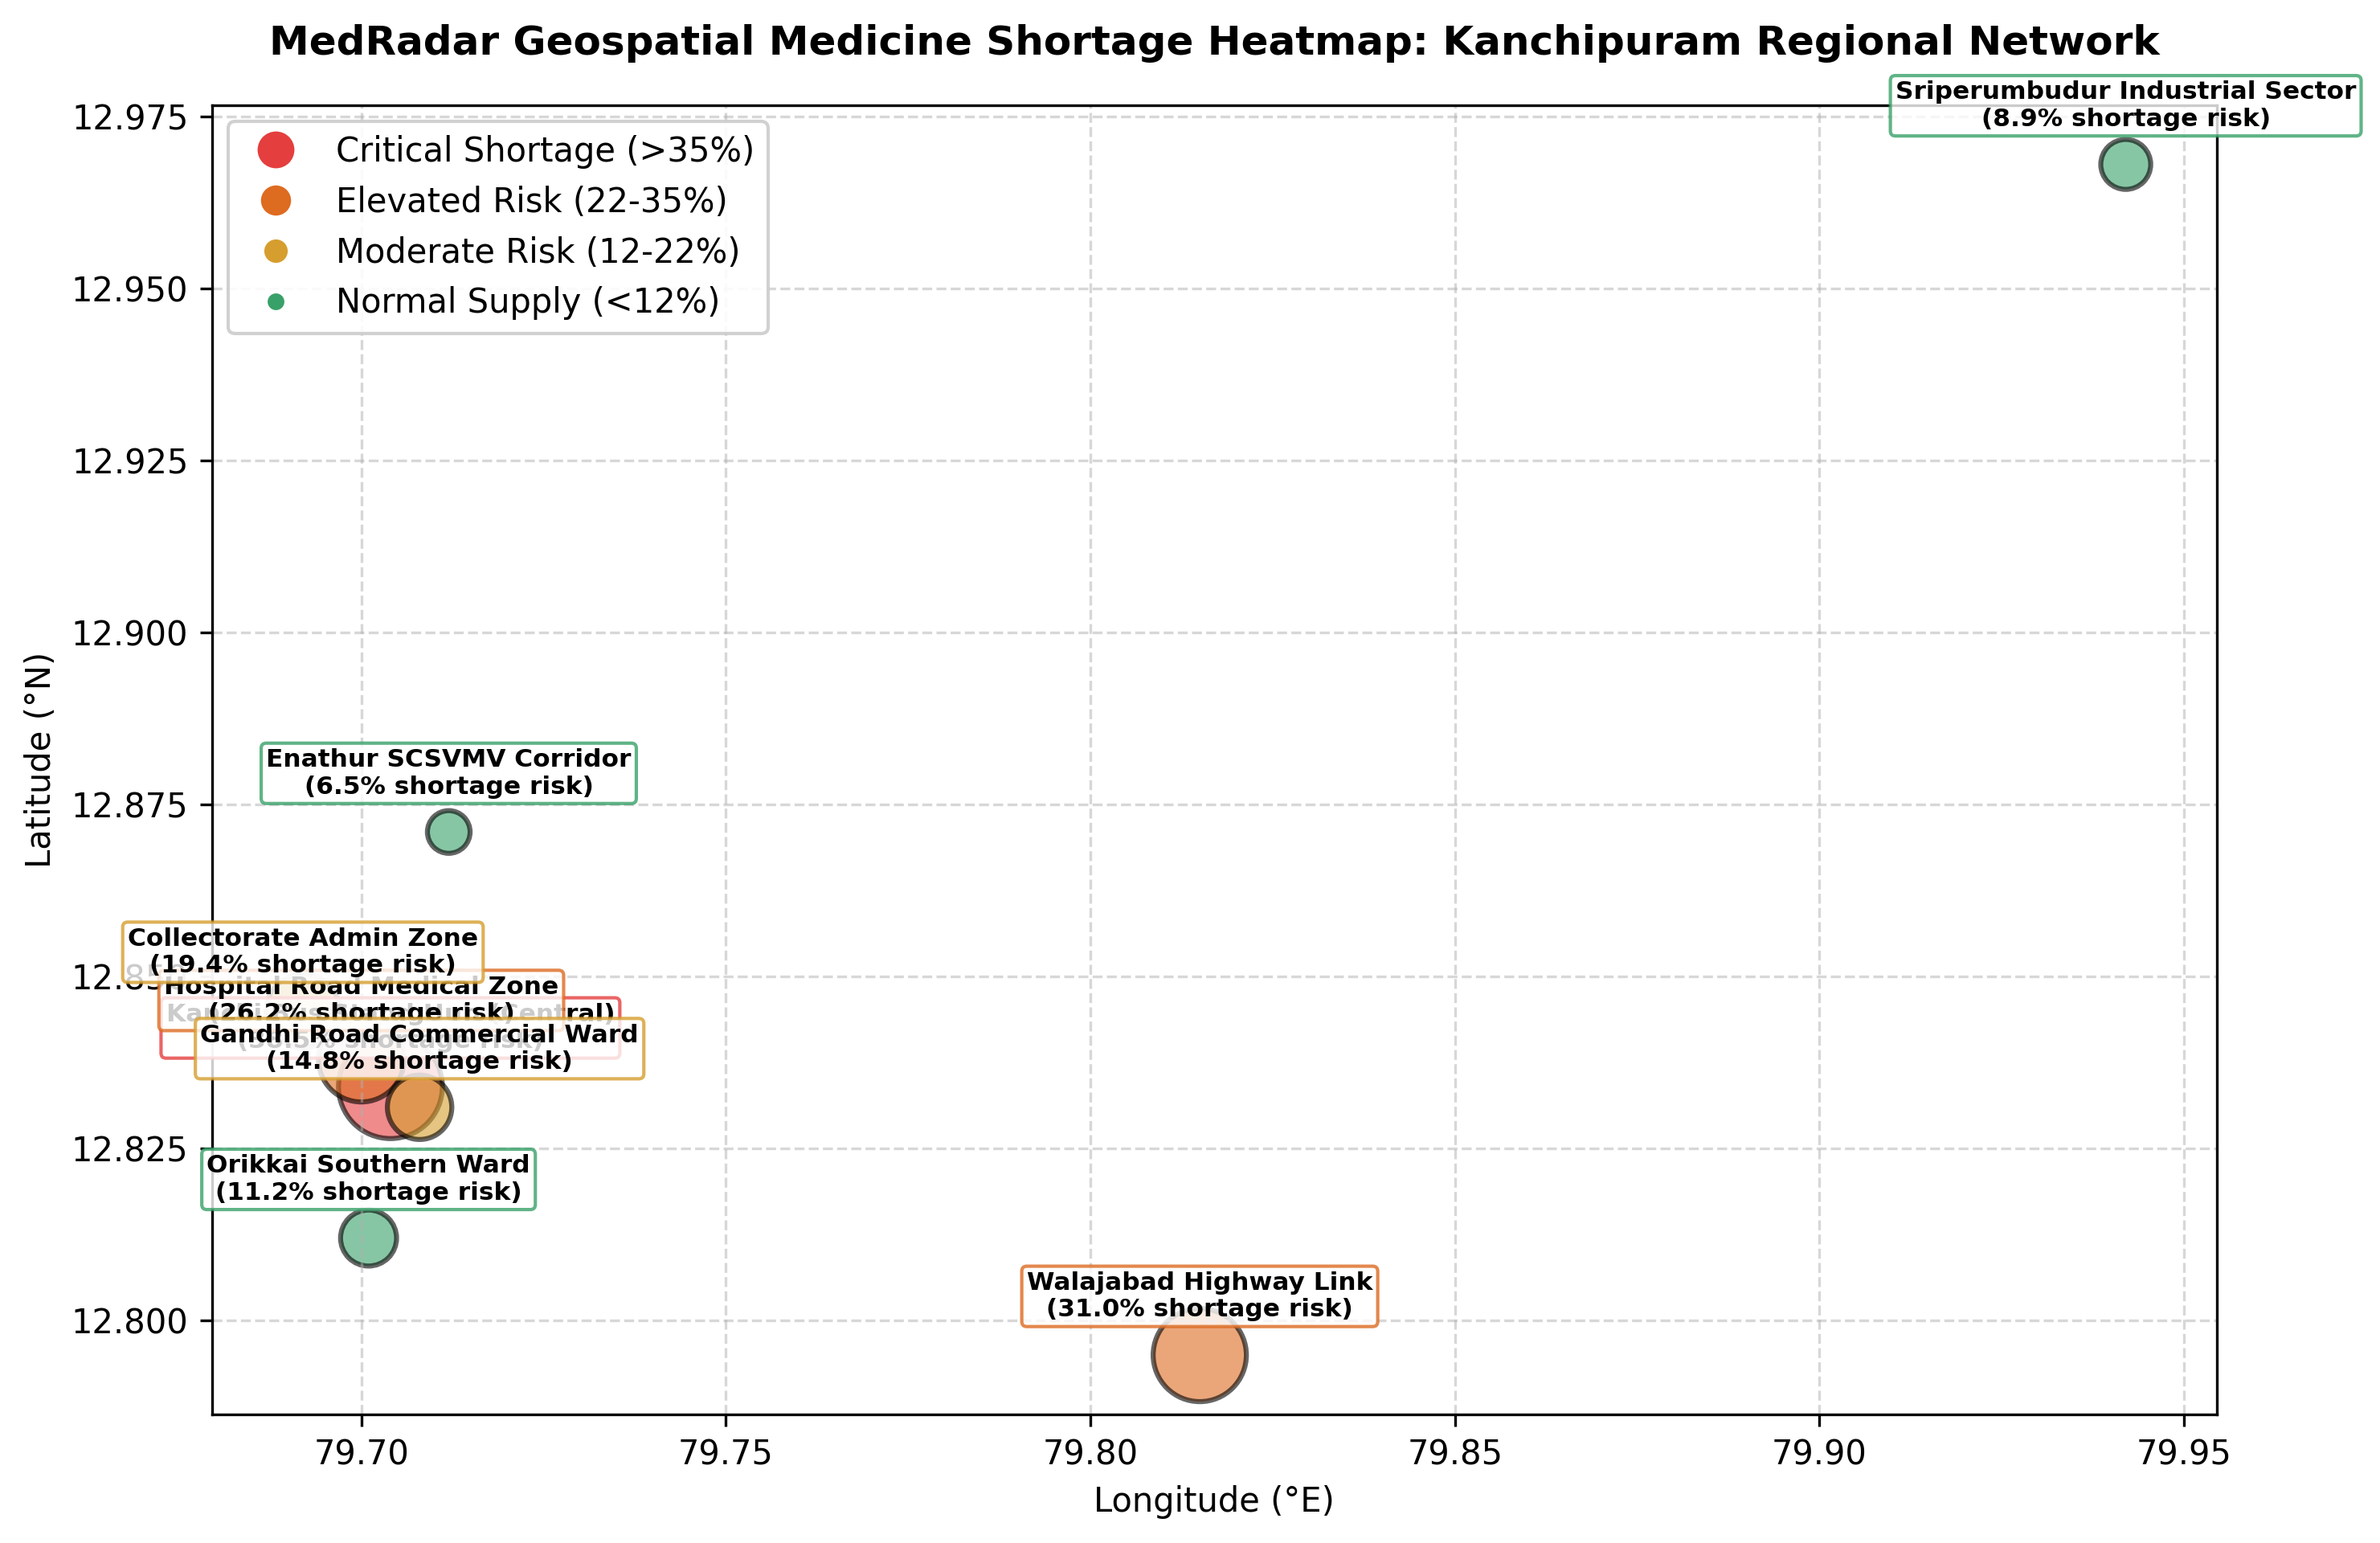 MedRadar Geospatial Medicine Shortage Heatmap: Kanchipuram Regional Network
Sriperumbudur Industrial Sector
(8.9% shortage risk)
Critical Shortage (>35%)
Elevated Risk (22-35%)
Moderate Risk (12-22%)
Normal Supply (<12%)
12.975
12.950
12.925
12.900
12.875
12.825
12.800
Latitude (°N)
Enathur SCSVMV Corridor
(6.5% shortage risk)
Collectorate Admin Zone
(19.4% shortage risk)
Hospital Road Medical Zone
(26.2% shortage risk)
Gandhi Road Commercial Ward
(14.8% shortage risk)
Orikkai Southern Ward
(11.2% shortage risk)
Walajabad Highway Link
(31.0% shortage risk)
79.70
79.75
79.80
79.85
79.90
79.95
Longitude (°E)